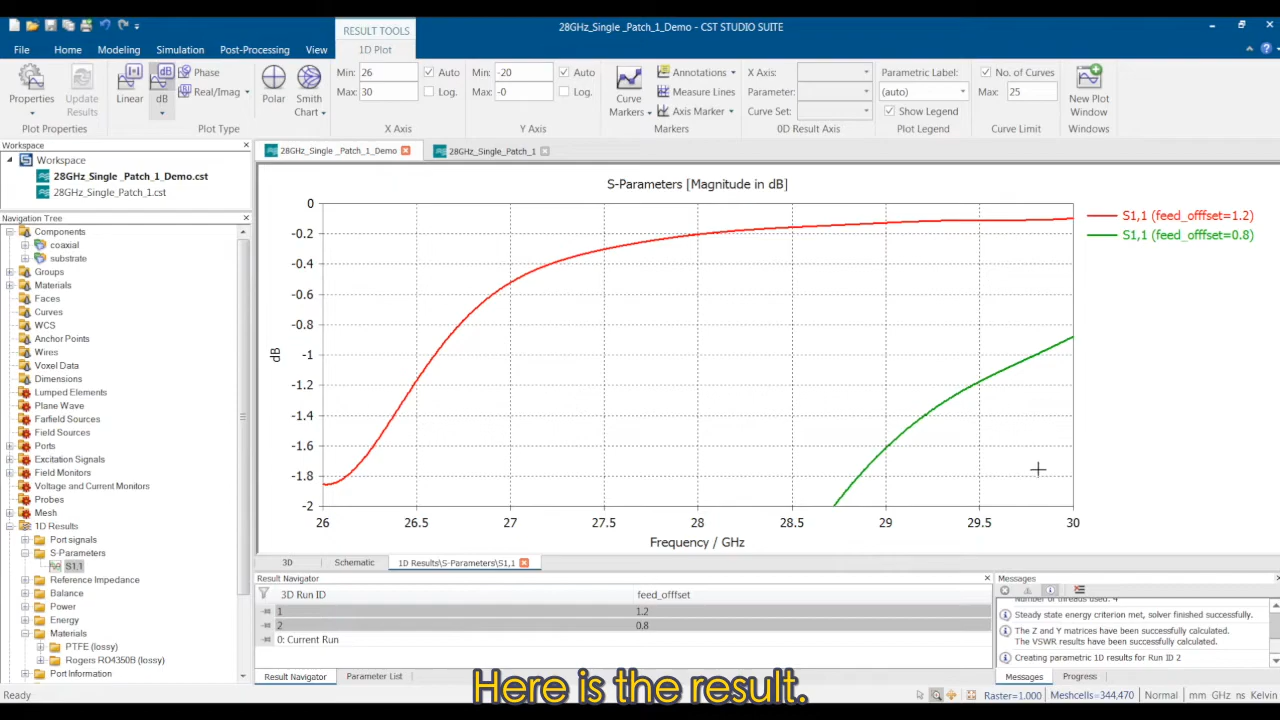 28GHz_Single _Patch_1_Demo - CST STUDIO SUITE
RESULT TOOLS
File Home Modeling Simulation Post-Processing View 1D Plot
Properties
Update Results
Plot Properties
Linear
dB
Phase
Real/Imag
Polar
Smith Chart
Plot Type
Min: 26 Auto
Max: 30 Log.
X Axis
Min: -20 Auto
Max: -0 Log.
Y Axis
Curve Markers
Annotations
Measure Lines
Axis Marker
Markers
X Axis:
Parameter:
Curve Set:
0D Result Axis
Parametric Label:
(auto)
Show Legend
Plot Legend
No. of Curves
Max: 25
Curve Limit
New Plot Window
Windows
Workspace
Workspace
28GHz_Single _Patch_1_Demo.cst
28GHz_Single_Patch_1.cst
Navigation Tree
Components
coaxial
substrate
Groups
Materials
Faces
Curves
WCS
Anchor Points
Wires
Voxel Data
Dimensions
Lumped Elements
Plane Wave
Farfield Sources
Field Sources
Ports
Excitation Signals
Field Monitors
Voltage and Current Monitors
Probes
Mesh
1D Results
Port signals
S-Parameters
S1,1
Reference Impedance
Balance
Power
Energy
Materials
PTFE (lossy)
Rogers RO4350B (lossy)
Port Information
28GHz_Single _Patch_1_Demo
28GHz_Single_Patch_1
S-Parameters [Magnitude in dB]
0
-0.2
-0.4
-0.6
-0.8
-1
-1.2
-1.4
-1.6
-1.8
-2
dB
26 26.5 27 27.5 28 28.5 29 29.5 30
Frequency / GHz
S1,1 (feed_offfset=1.2)
S1,1 (feed_offfset=0.8)
3D Schematic 1D Results\S-Parameters\S1,1
Result Navigator
3D Run ID feed_offfset
1 1.2
2 0.8
0: Current Run
Result Navigator Parameter List
Messages
Number of threads used: 4
Steady state energy criterion met, solver finished successfully.
The Z and Y matrices have been successfully calculated.
The VSWR results have been successfully calculated.
Creating parametric 1D results for Run ID 2
Messages Progress
Here is the result.
Ready
Raster=1.000 Meshcells=344,470 Normal mm GHz ns Kelvin